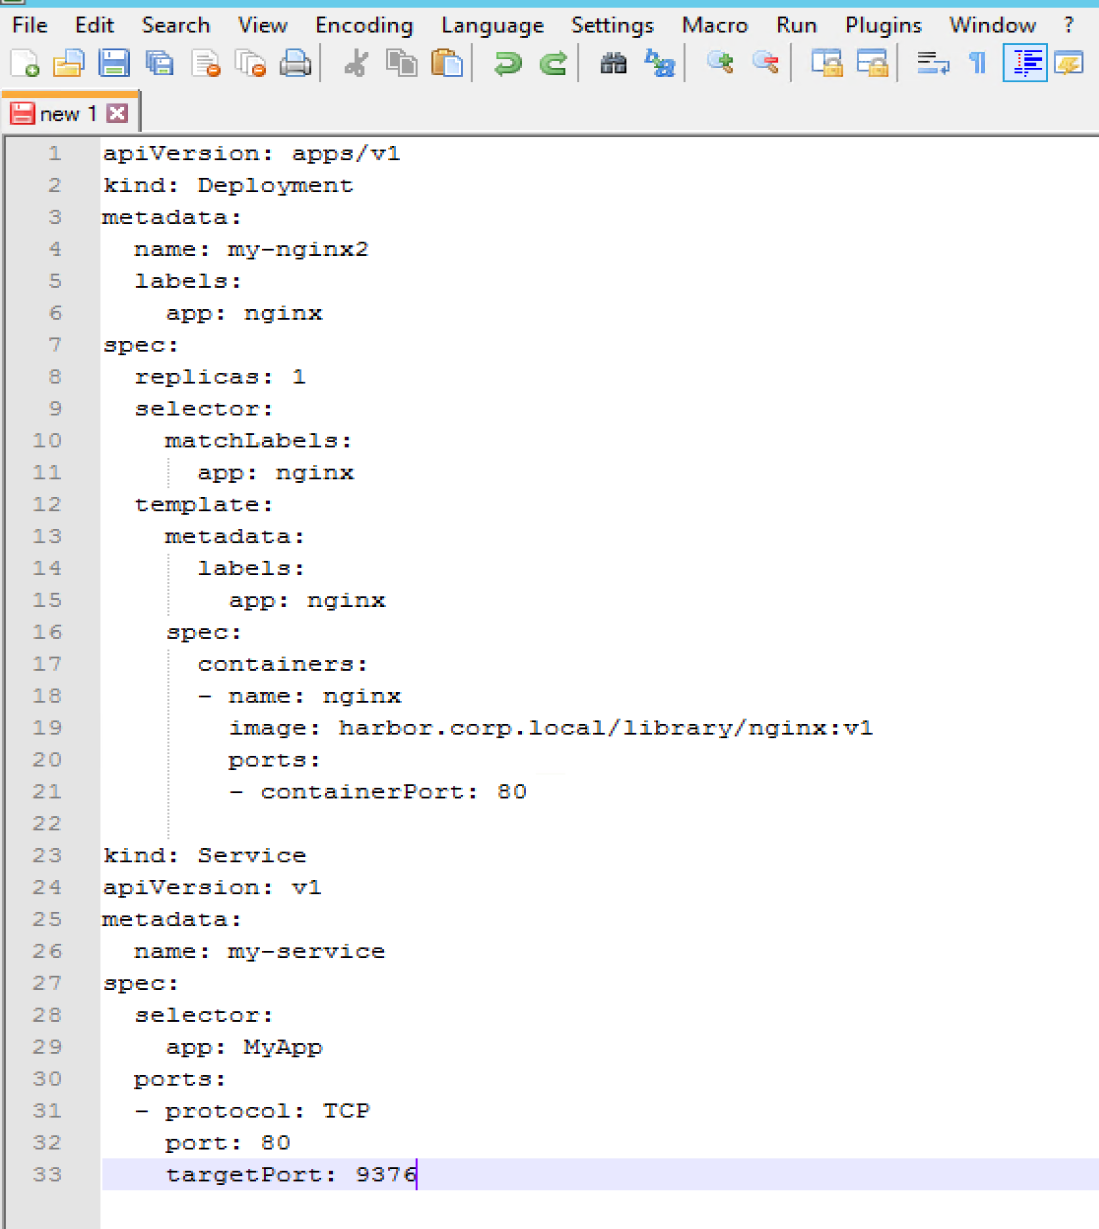 File Edit Search View Encoding Language Settings Macro Run Plugins Window ?
new 1
1 apiVersion: apps/v1
2 kind: Deployment
3 metadata:
4   name: my-nginx2
5   labels:
6     app: nginx
7 spec:
8   replicas: 1
9   selector:
10     matchLabels:
11       app: nginx
12   template:
13     metadata:
14       labels:
15         app: nginx
16     spec:
17       containers:
18       - name: nginx
19         image: harbor.corp.local/library/nginx:v1
20         ports:
21         - containerPort: 80
22
23 kind: Service
24 apiVersion: v1
25 metadata:
26   name: my-service
27 spec:
28   selector:
29     app: MyApp
30   ports:
31   - protocol: TCP
32     port: 80
33     targetPort: 9376